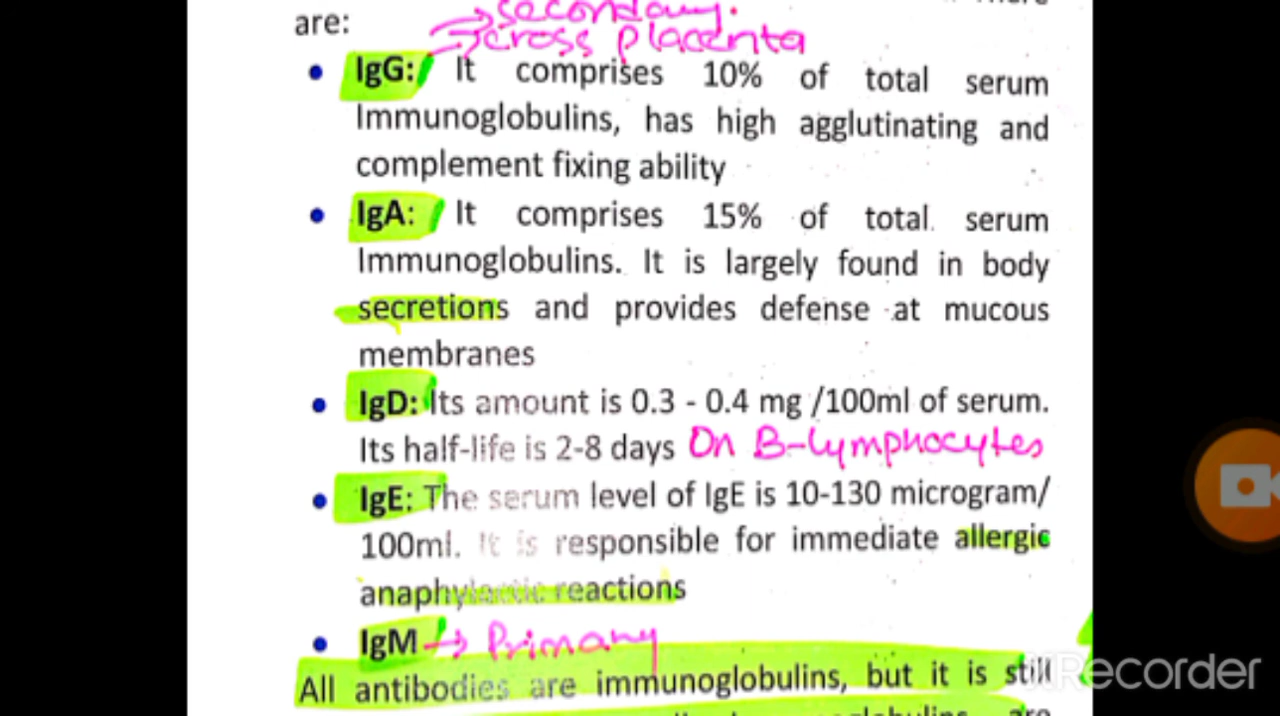 are:
secondary.
cross placenta
• IgG: It comprises 10% of total serum
Immunoglobulins, has high agglutinating and
complement fixing ability
• IgA: It comprises 15% of total serum
Immunoglobulins. It is largely found in body
secretions and provides defense at mucous
membranes
• IgD: Its amount is 0.3 - 0.4 mg /100ml of serum.
Its half-life is 2-8 days On B-Lymphocytes
• IgE: The serum level of IgE is 10-130 microgram/
100ml. It is responsible for immediate allergic
anaphylactic reactions
• IgM → Primary
All antibodies are immunoglobulins, but it is still
XRecorder